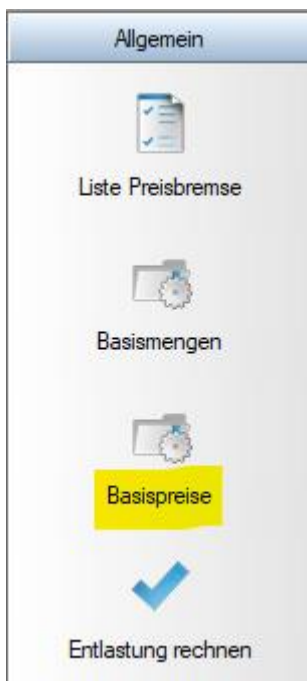 Allgemein
Liste Preisbremse
Basismengen
Basispreise
Entlastung rechnen